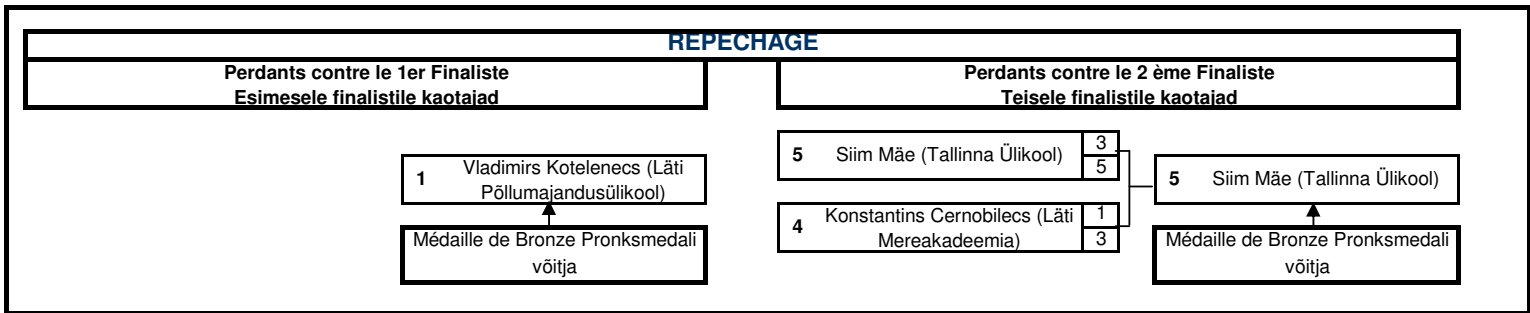 REPECHAGE
Perdants contre le 1er Finaliste
Esimesele finalistile kaotajad
Perdants contre le 2 ème Finaliste
Teisele finalistile kaotajad
1 Vladimirs Kotelenecs (Läti
Põllumajandusülikool)
Médaille de Bronze Pronksmedali
võitja
5 Siim Mäe (Tallinna Ülikool) 3
5
4 Konstantins Cernobilecs (Läti
Mereakadeemia) 1
3
5 Siim Mäe (Tallinna Ülikool)
Médaille de Bronze Pronksmedali
võitja